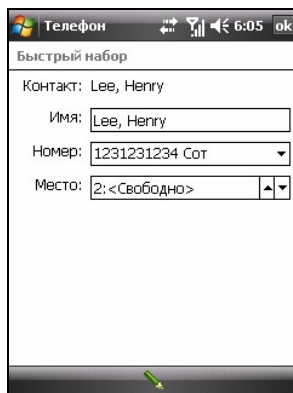 Телефон 6:05 ok
Быстрый набор
Контакт: Lee, Henry
Имя: Lee, Henry
Номер: 1231231234 Сот
Место: 2:<Свободно>